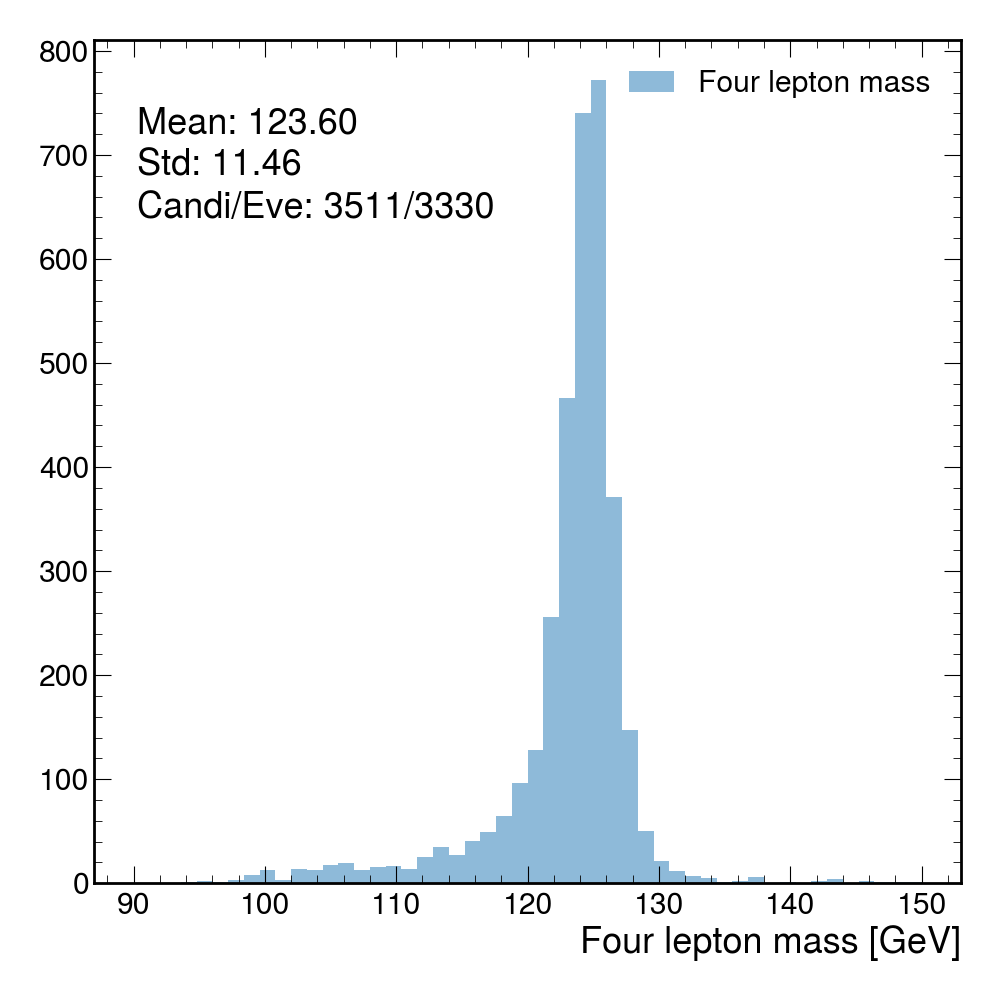 800
700
600
500
400
300
200
100
0
Mean: 123.60
Std: 11.46
Candi/Eve: 3511/3330
Four lepton mass
90 100 110 120 130 140 150
Four lepton mass [GeV]